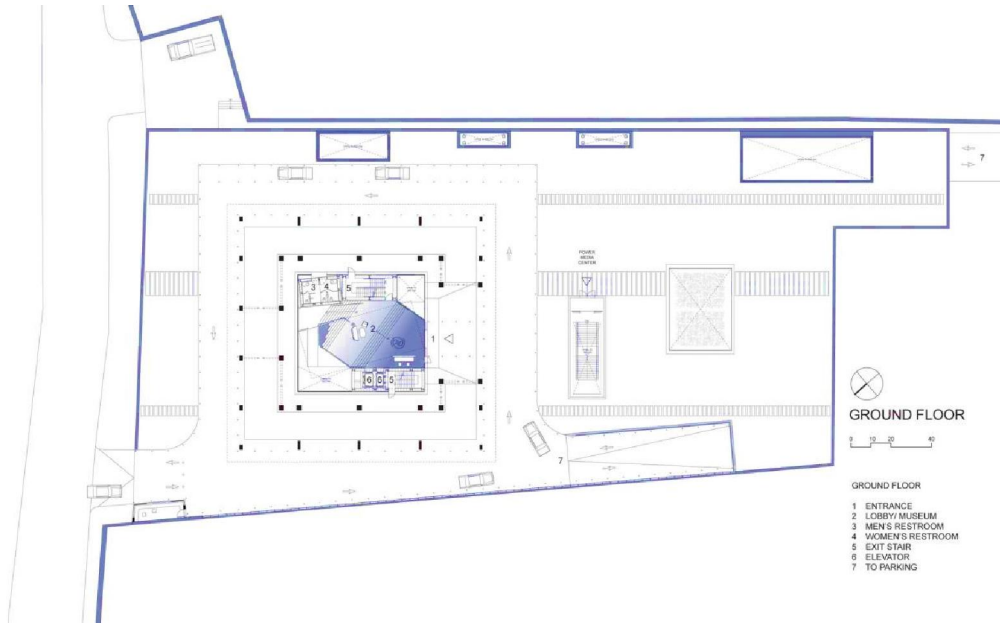 7
POWER
MEDIA
CENTER
3
4
5
2
1
6
6
5
7
GROUND FLOOR
0 10 20 40
GROUND FLOOR
1 ENTRANCE
2 LOBBY/ MUSEUM
3 MEN'S RESTROOM
4 WOMEN'S RESTROOM
5 EXIT STAIR
6 ELEVATOR
7 TO PARKING